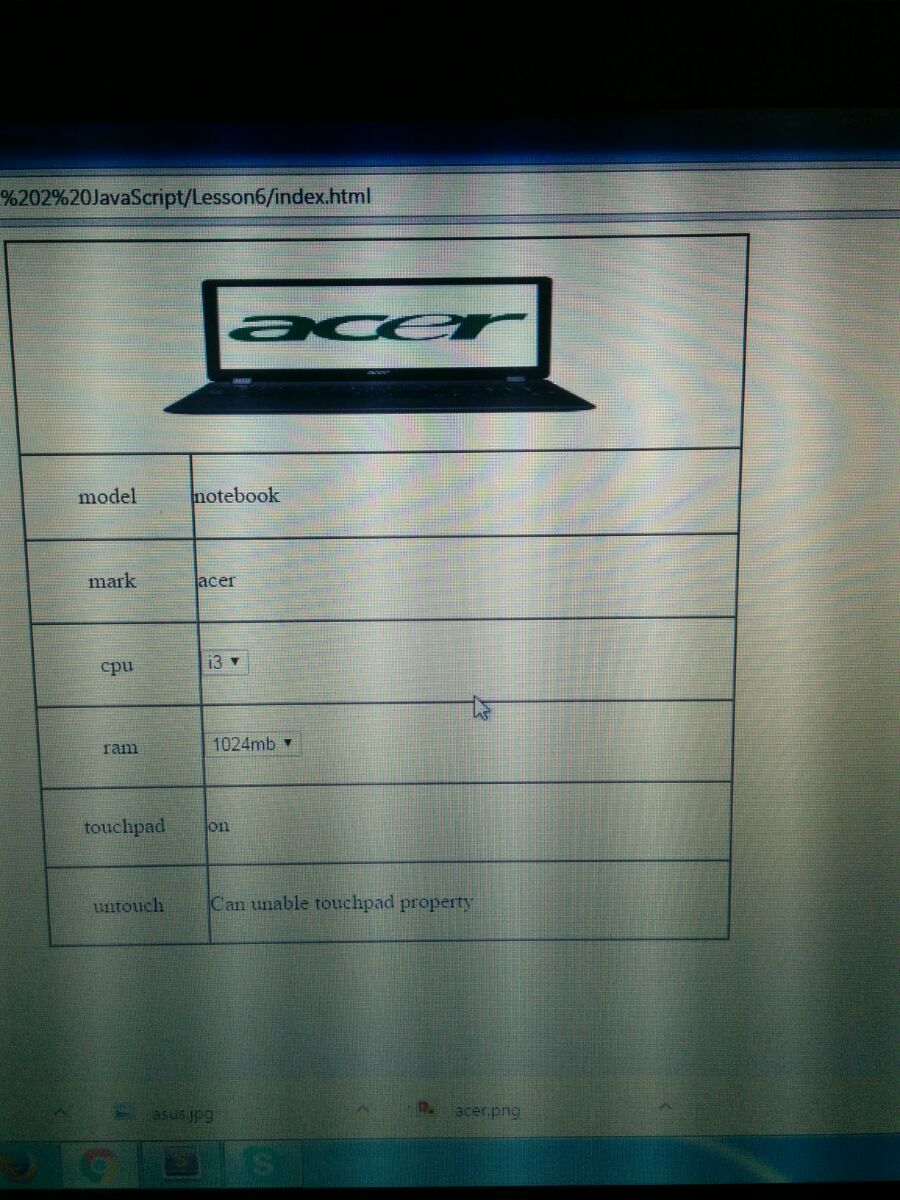 %202%20JavaScript/Lesson6/index.html
acer
acer
model notebook
mark acer
cpu i3
ram 1024mb
touchpad on
untouch Can unable touchpad property
asus.jpg acer.png
S S